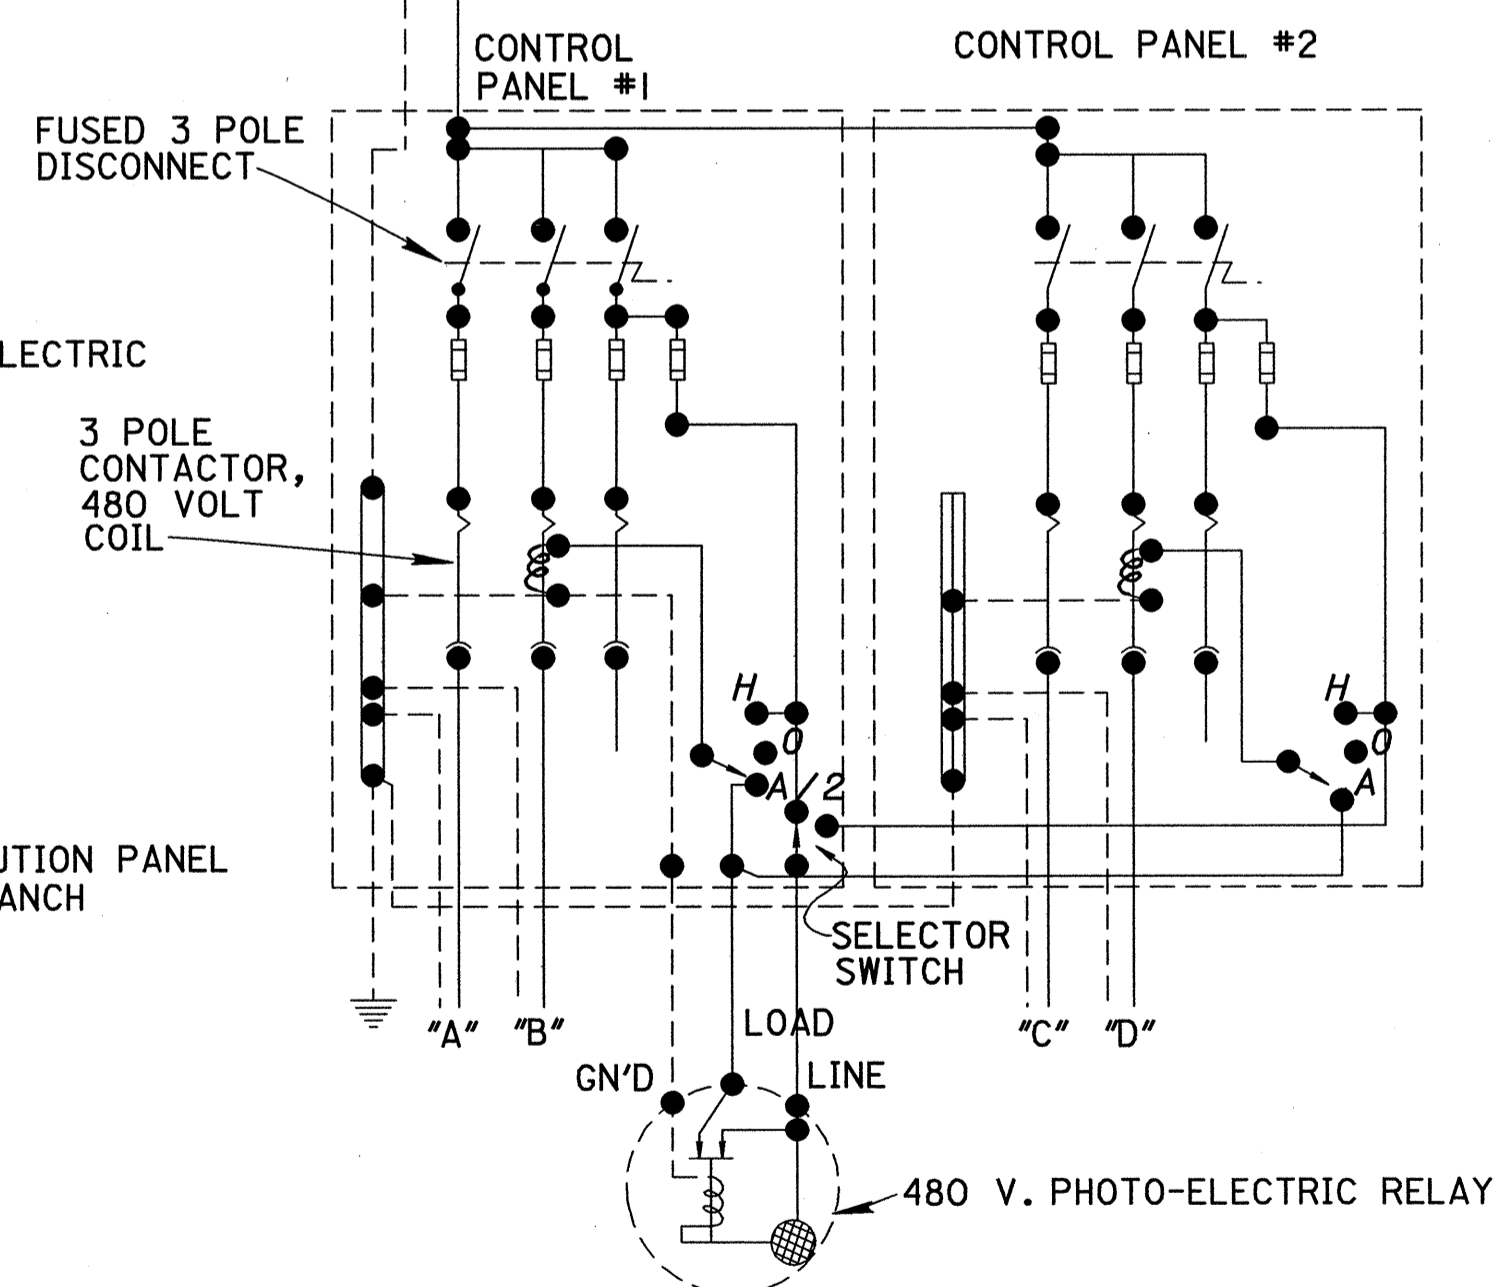 CONTROL
PANEL #1
CONTROL PANEL #2
FUSED 3 POLE
DISCONNECT
LECTRIC
3 POLE
CONTACTOR,
480 VOLT
COIL
H
O
A
1/2
H
O
A
UTION PANEL
ANCH
SELECTOR
SWITCH
"A"
"B"
LOAD
"C"
"D"
GN'D
LINE
480 V. PHOTO-ELECTRIC RELAY